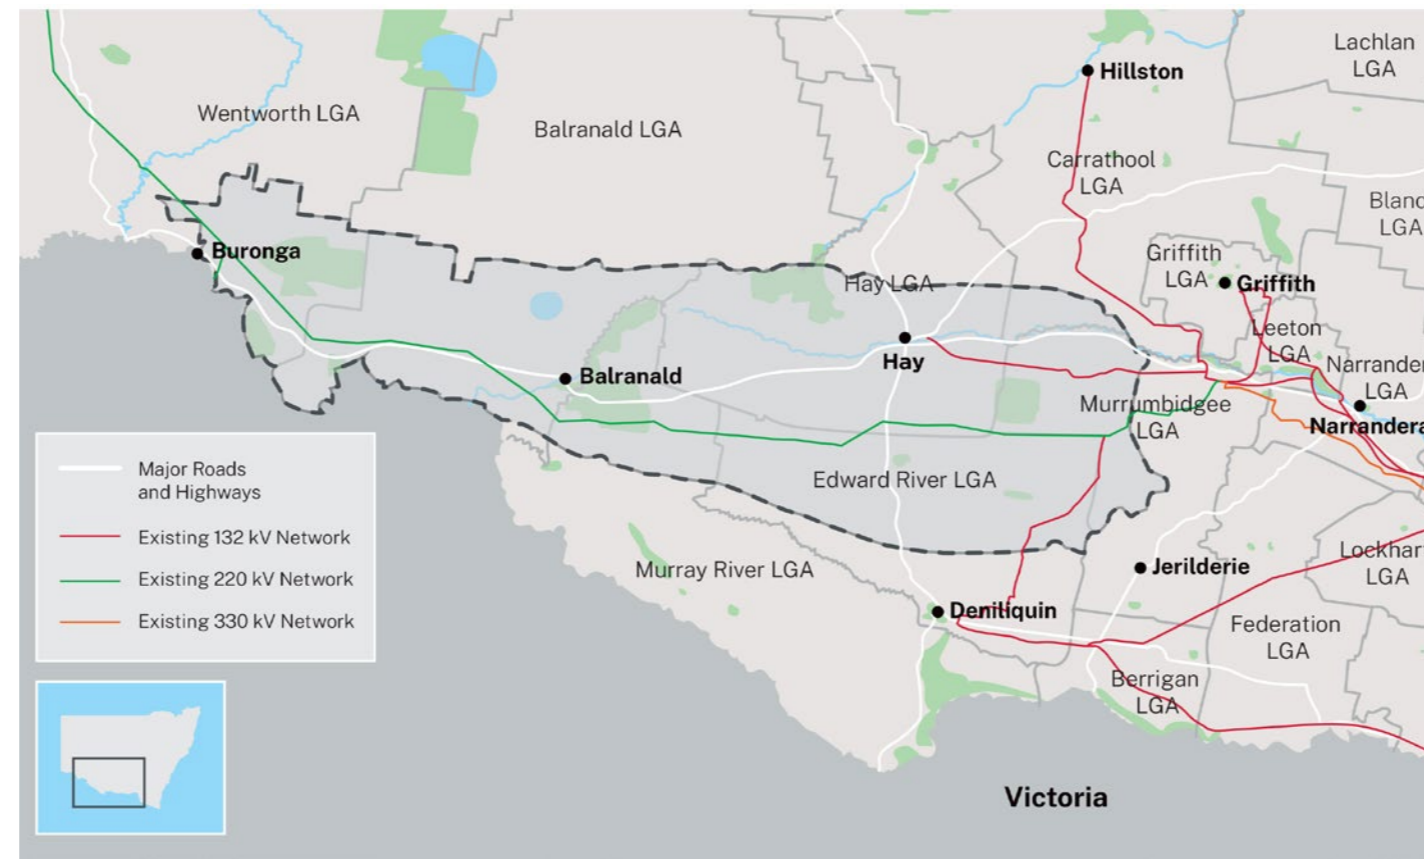 Lachlan
LGA
Hillston
Wentworth LGA
Balranald LGA
Carrathool
LGA
Bland
LGA
Buronga
Griffith
LGA
Griffith
Hay LGA
Leeton
LGA
Hay
Balranald
Narrander
LGA
Murrumbidgee
LGA
Narrandera
Edward River LGA
Major Roads
and Highways
Existing 132 kV Network
Existing 220 kV Network
Existing 330 kV Network
Murray River LGA
Jerilderie
Lockhar
LGA
Deniliquin
Federation
LGA
Berrigan
LGA
Victoria